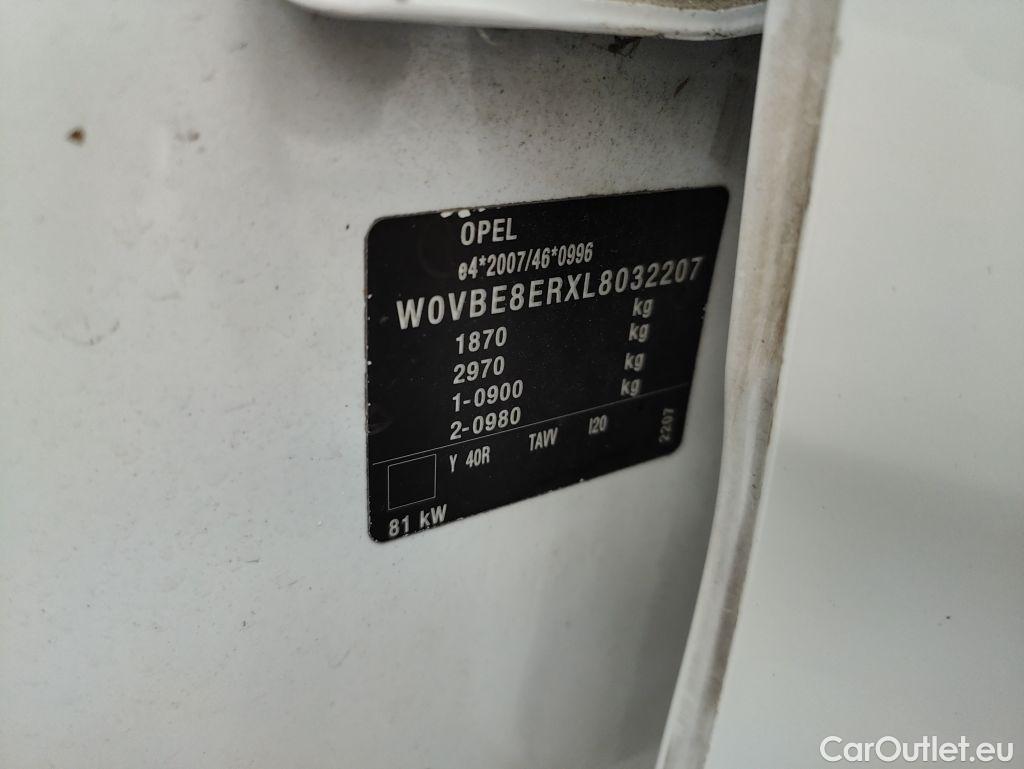 OPEL
e4*2007/46*0996
W0VBE8ERXL8032207
1870 kg
2970 kg
1-0900 kg
2-0980 kg
Y 40R TAVV I20 2207
81 kW
CarOutlet.eu